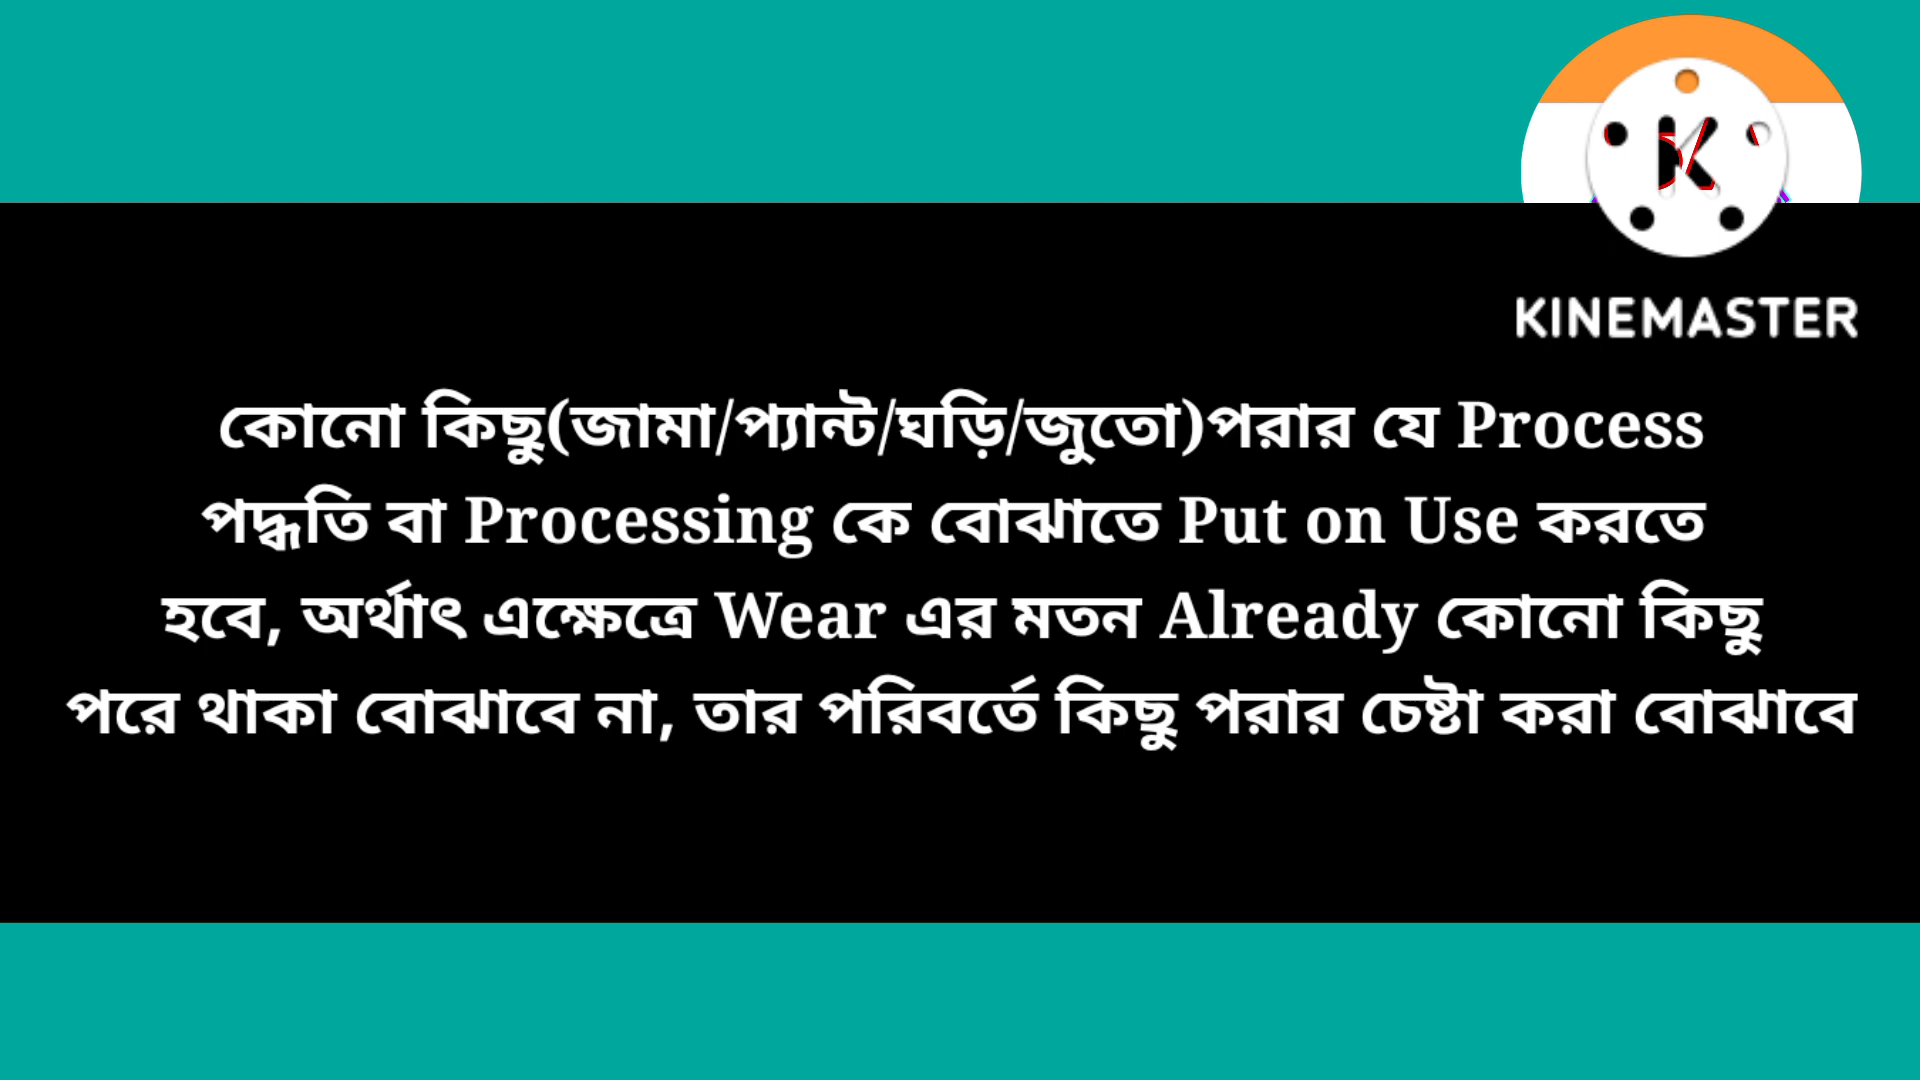 KINEMASTER
কোনো কিছু(জামা/প্যান্ট/ঘড়ি/জুতো)পরার যে Process
পদ্ধতি বা Processing কে বোঝাতে Put on Use করতে
হবে, অর্থাৎ এক্ষেত্রে Wear এর মতন Already কোনো কিছু
পরে থাকা বোঝাবে না, তার পরিবর্তে কিছু পরার চেষ্টা করা বোঝাবে